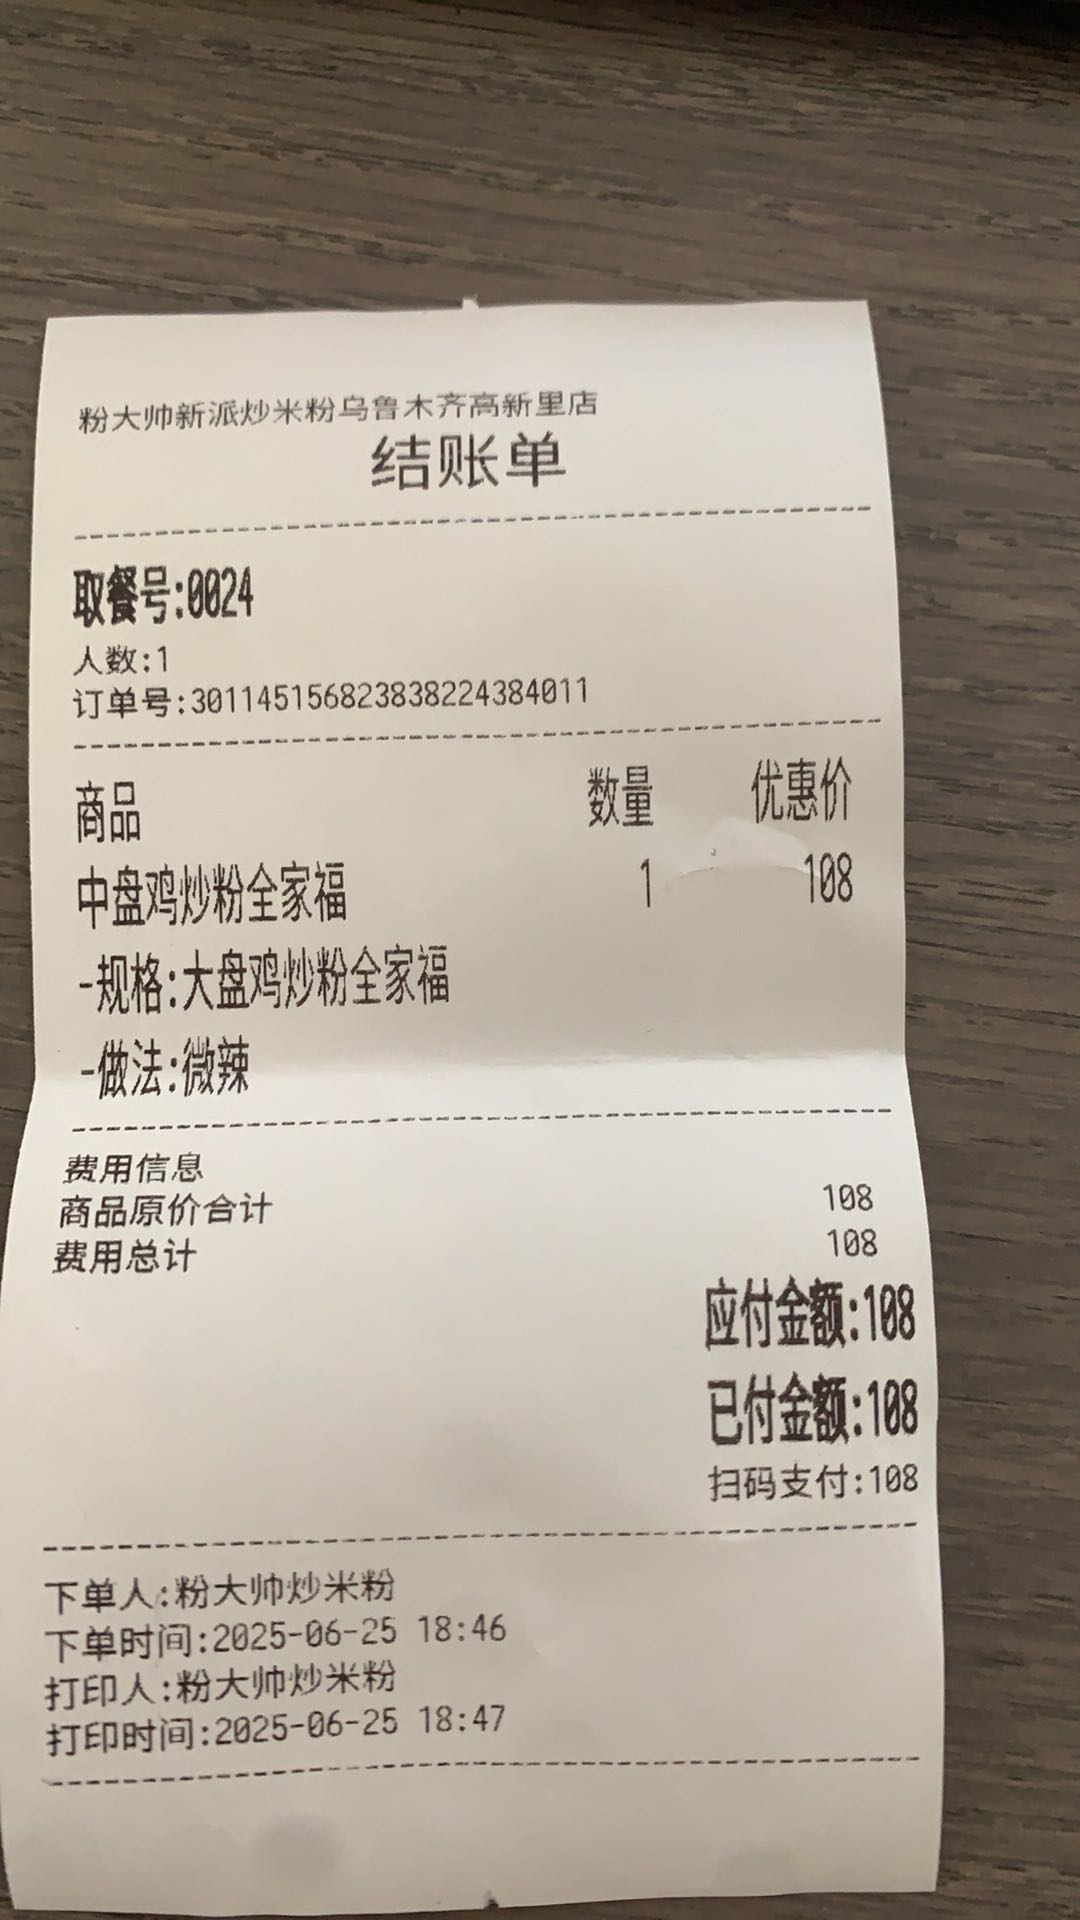 粉大帅新派炒米粉乌鲁木齐高新里店
结账单
取餐号:0024
人数:1
订单号:301145156823838224384011
商品 数量 优惠价
中盘鸡炒粉全家福 1 108
-规格:大盘鸡炒粉全家福
-做法:微辣
费用信息
商品原价合计 108
费用总计 108
应付金额:108
已付金额:108
扫码支付:108
下单人:粉大帅炒米粉
下单时间:2025-06-25 18:46
打印人:粉大帅炒米粉
打印时间:2025-06-25 18:47